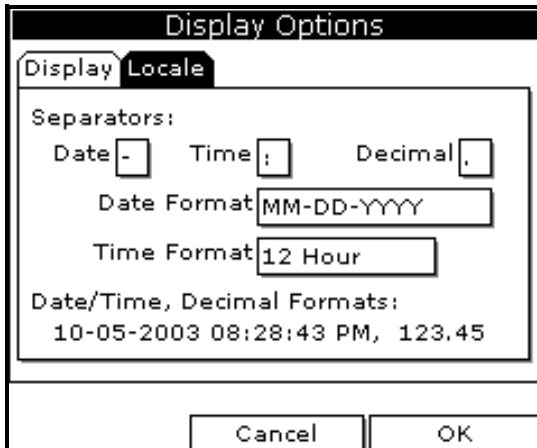 Display Options
Display Locale
Separators:
Date - Time : Decimal .
Date Format MM-DD-YYYY
Time Format 12 Hour
Date/Time, Decimal Formats:
10-05-2003 08:28:43 PM, 123.45
Cancel OK